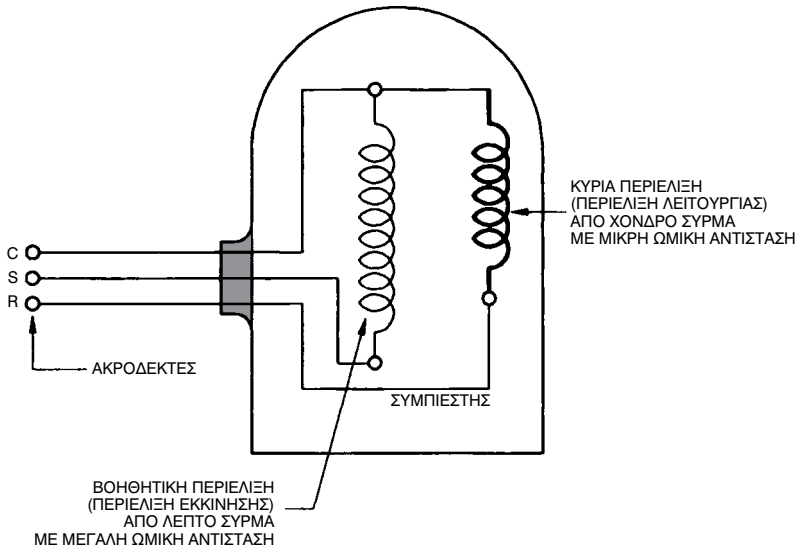 ΚΥΡΙΑ ΠΕΡΙΕΛΙΞΗ
(ΠΕΡΙΕΛΙΞΗ ΛΕΙΤΟΥΡΓΙΑΣ)
ΑΠΟ ΧΟΝΔΡΟ ΣΥΡΜΑ
ΜΕ ΜΙΚΡΗ ΩΜΙΚΗ ΑΝΤΙΣΤΑΣΗ
C
S
R
ΑΚΡΟΔΕΚΤΕΣ
ΣΥΜΠΙΕΣΤΗΣ
ΒΟΗΘΗΤΙΚΗ ΠΕΡΙΕΛΙΞΗ
(ΠΕΡΙΕΛΙΞΗ ΕΚΚΙΝΗΣΗΣ)
ΑΠΟ ΛΕΠΤΟ ΣΥΡΜΑ
ΜΕ ΜΕΓΑΛΗ ΩΜΙΚΗ ΑΝΤΙΣΤΑΣΗ